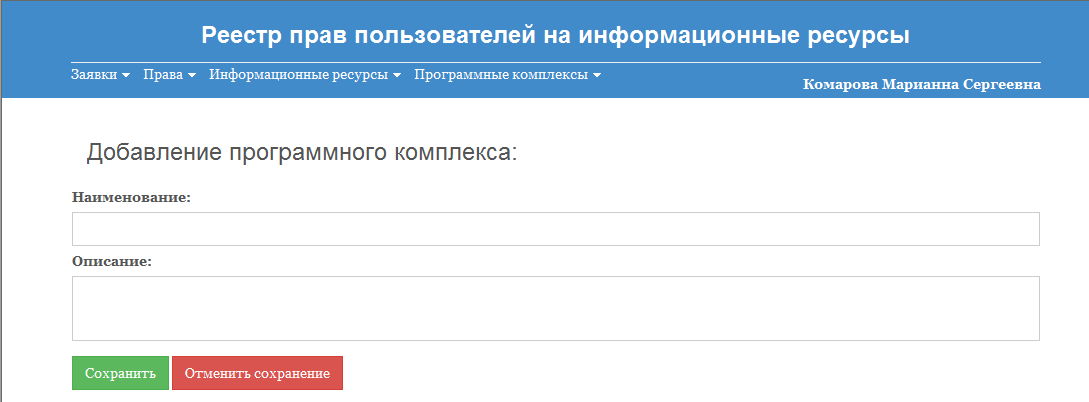 Реестр прав пользователей на информационные ресурсы
Заявки Права Информационные ресурсы Программные комплексы
Комарова Марианна Сергеевна
Добавление программного комплекса:
Наименование:
Описание:
Сохранить Отменить сохранение